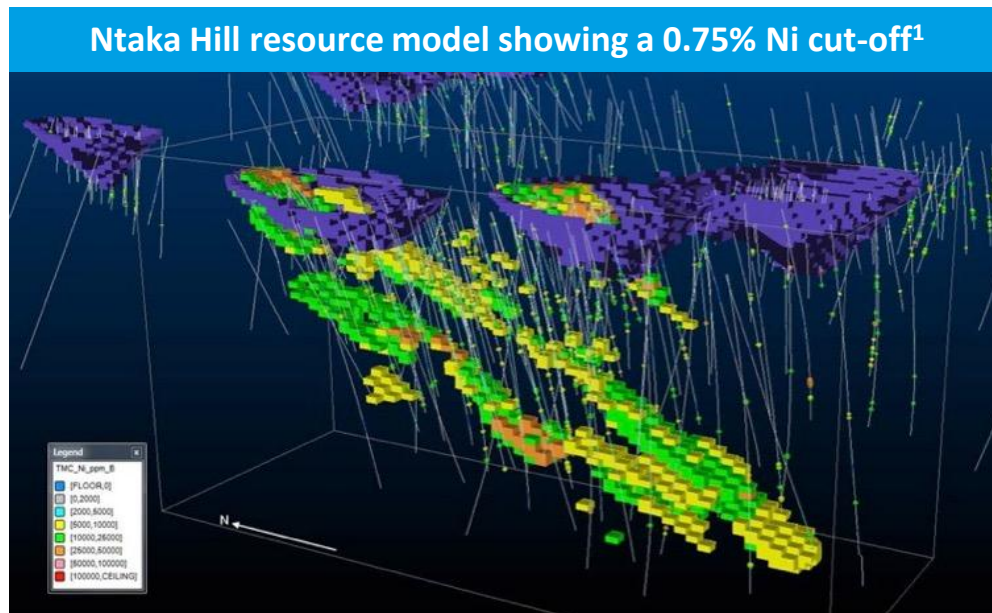 Ntaka Hill resource model showing a 0.75% Ni cut-off1
N
Legend
TMC_Ni_ppm_B
[FLOOR,0]
[0,2000]
[2000,5000]
[5000,10000]
[10000,25000]
[25000,50000]
[50000,100000]
[100000,CEILING]